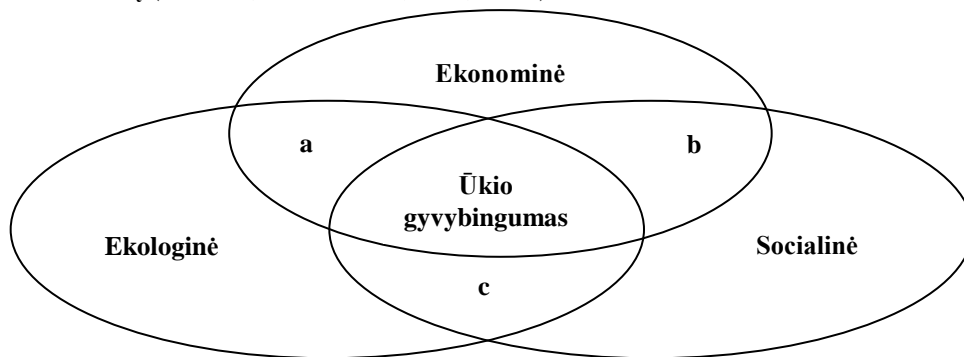 Ekonominė
a
b
Ūkio
gyvybingumas
Ekologinė
Socialinė
c